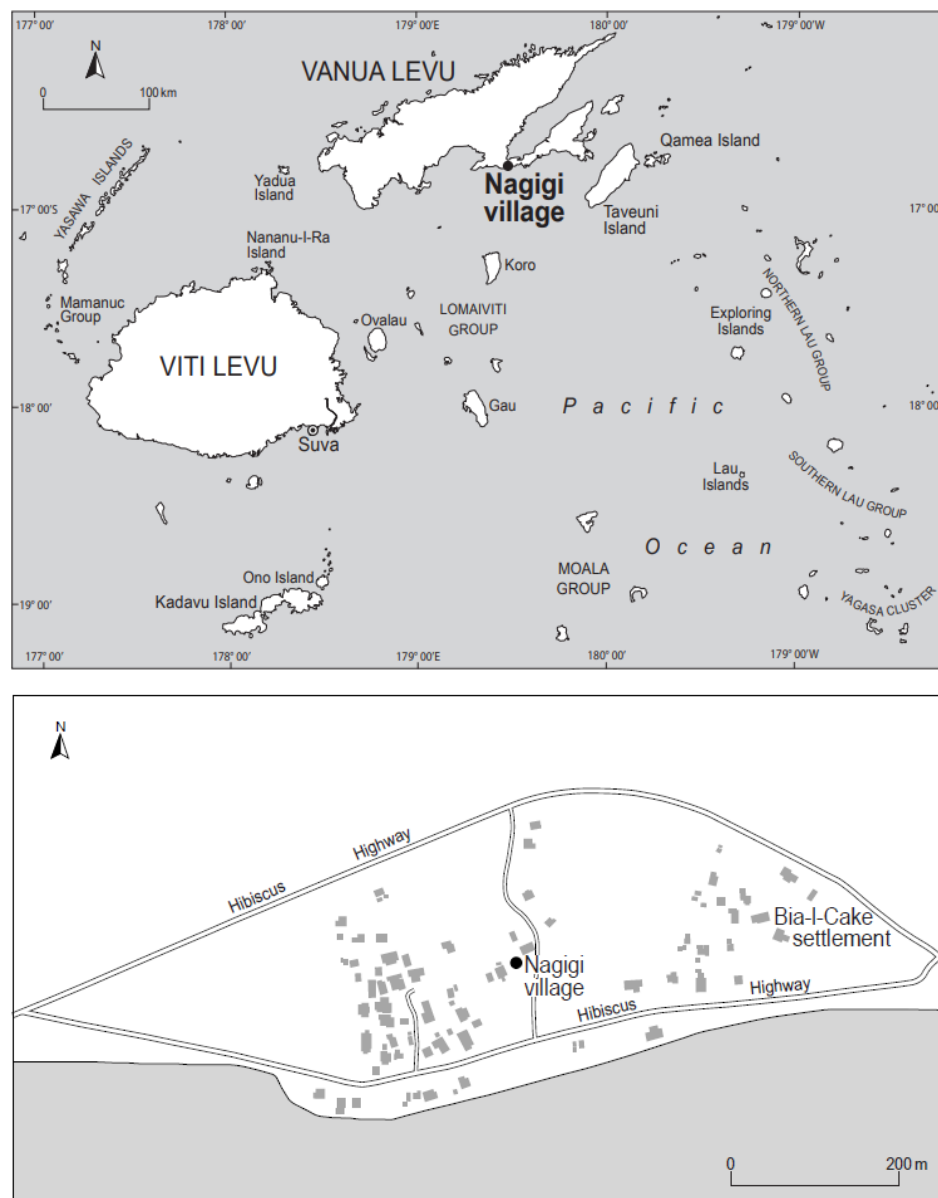 177° 00'
178° 00'
179° 00'E
180° 00'
179° 00'W
N
0
100 km
VANUA LEVU
Qamea Island
YASAWA ISLANDS
Yadua
Island
Nagigi
village
17° 00'S
17° 00'
Taveuni
Island
Nananu-I-Ra
Island
Koro
Mamanuc
Group
Ovalau
LOMAIVITI
GROUP
Exploring
Islands
NORTHERN LAU GROUP
VITI LEVU
18° 00'
Gau
Pacific
18° 00'
Suva
Lau
Islands
SOUTHERN LAU GROUP
Ocean
Ono Island
MOALA
GROUP
19° 00'
Kadavu Island
YAGASA CLUSTER
177° 00'
178° 00'
179° 00'E
180° 00'
179° 00'W
N
Hibiscus
Highway
Bia-I-Cake
settlement
Nagigi
village
Hibiscus
Highway
0
200 m